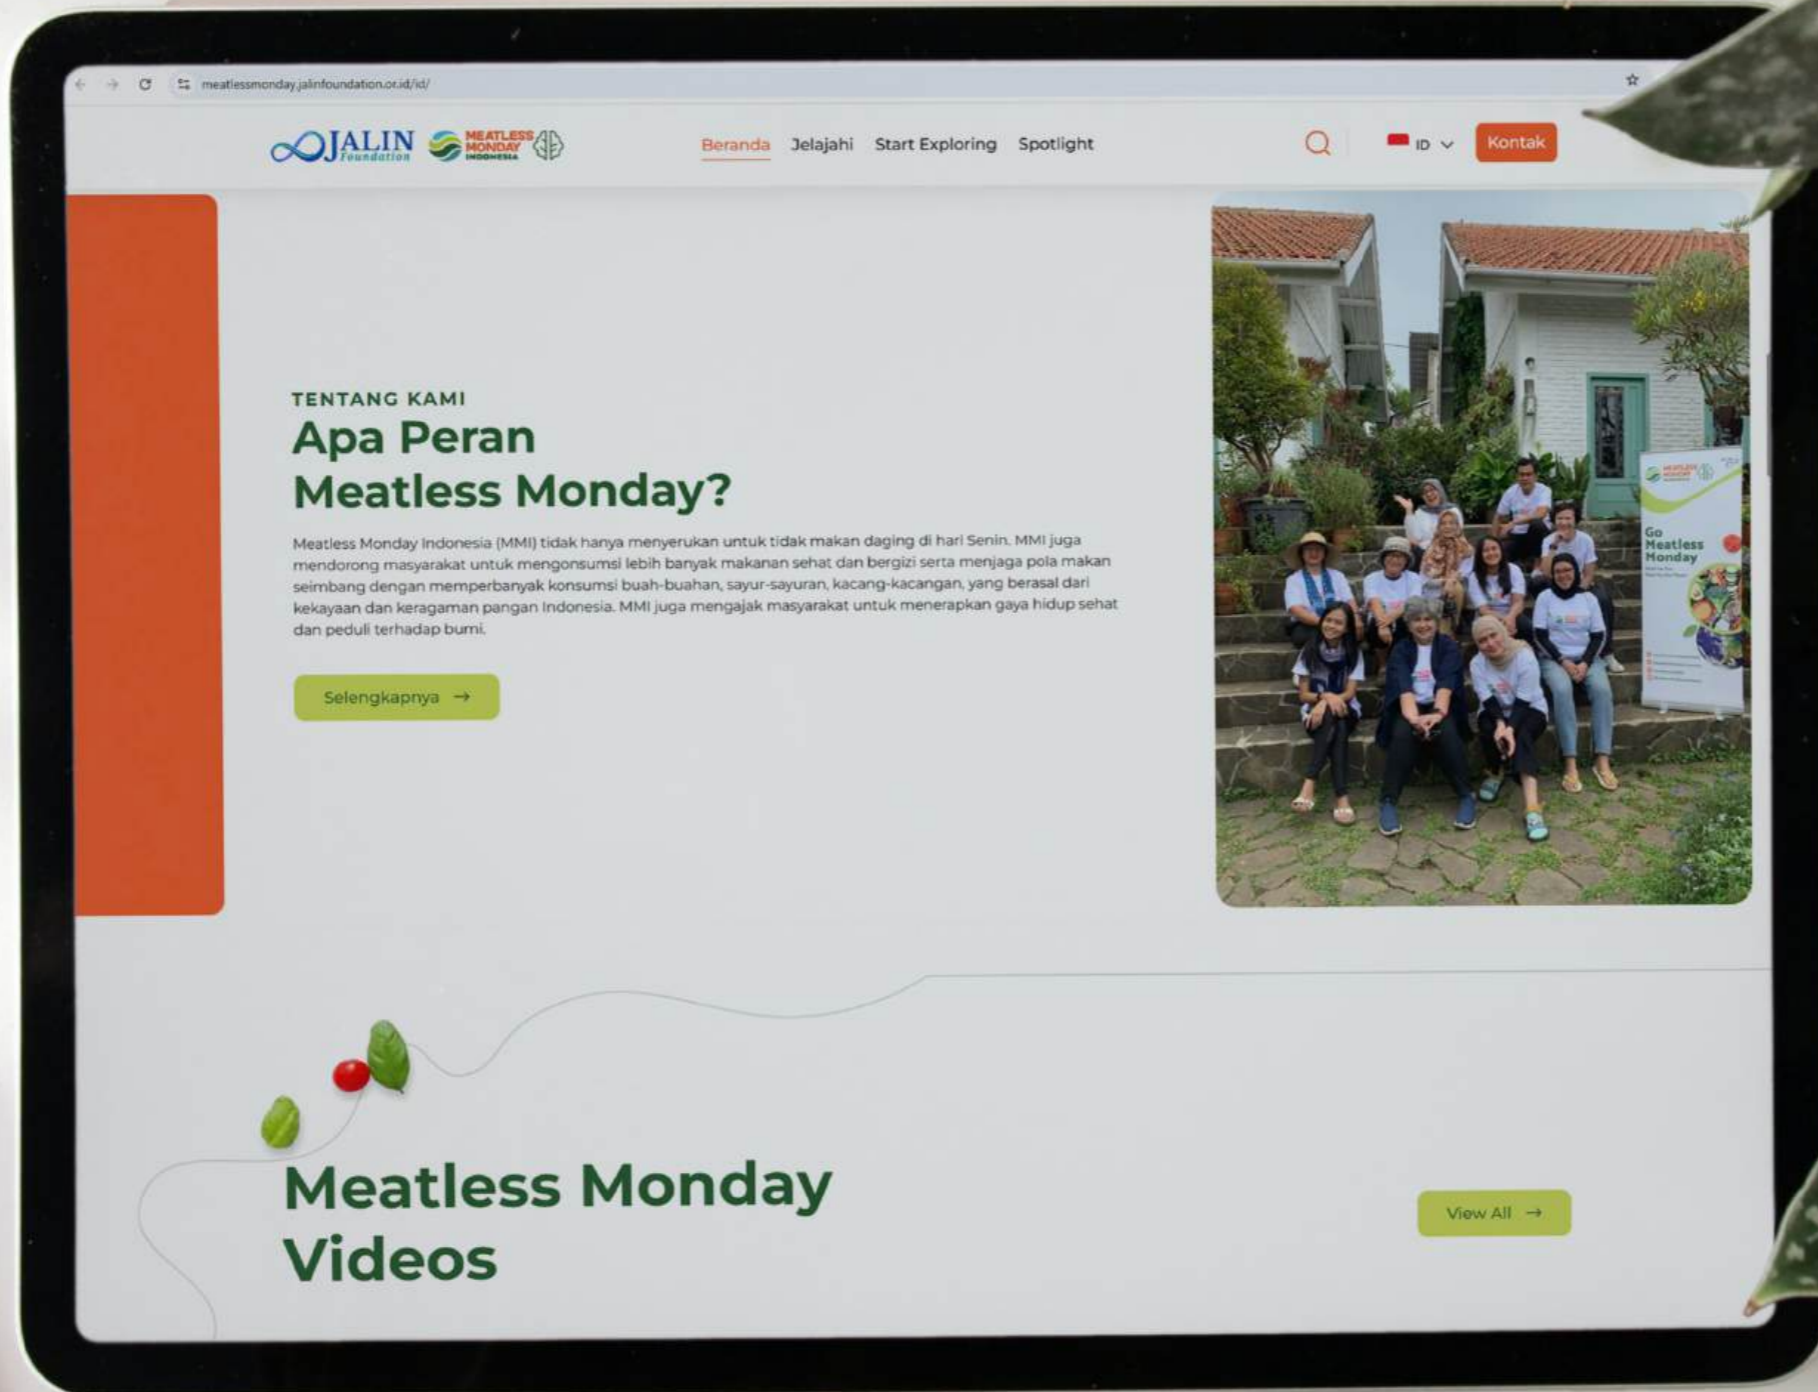 meatlessmonday.jalinfoundation.or.id/id/
JALIN
Foundation
MEATLESS
MONDAY
INDONESIA
Beranda Jelajahi Start Exploring Spotlight
ID
Kontak
TENTANG KAMI
Apa Peran
Meatless Monday?
Meatless Monday Indonesia (MMI) tidak hanya menyerukan untuk tidak makan daging di hari Senin. MMI juga
mendorong masyarakat untuk mengonsumsi lebih banyak makanan sehat dan bergizi serta menjaga pola makan
seimbang dengan memperbanyak konsumsi buah-buahan, sayur-sayuran, kacang-kacangan, yang berasal dari
kekayaan dan keragaman pangan Indonesia. MMI juga mengajak masyarakat untuk menerapkan gaya hidup sehat
dan peduli terhadap bumi.
Selengkapnya →
MEATLESS
MONDAY
Go
Meatless
Monday
Meatless Monday
Videos
View All →